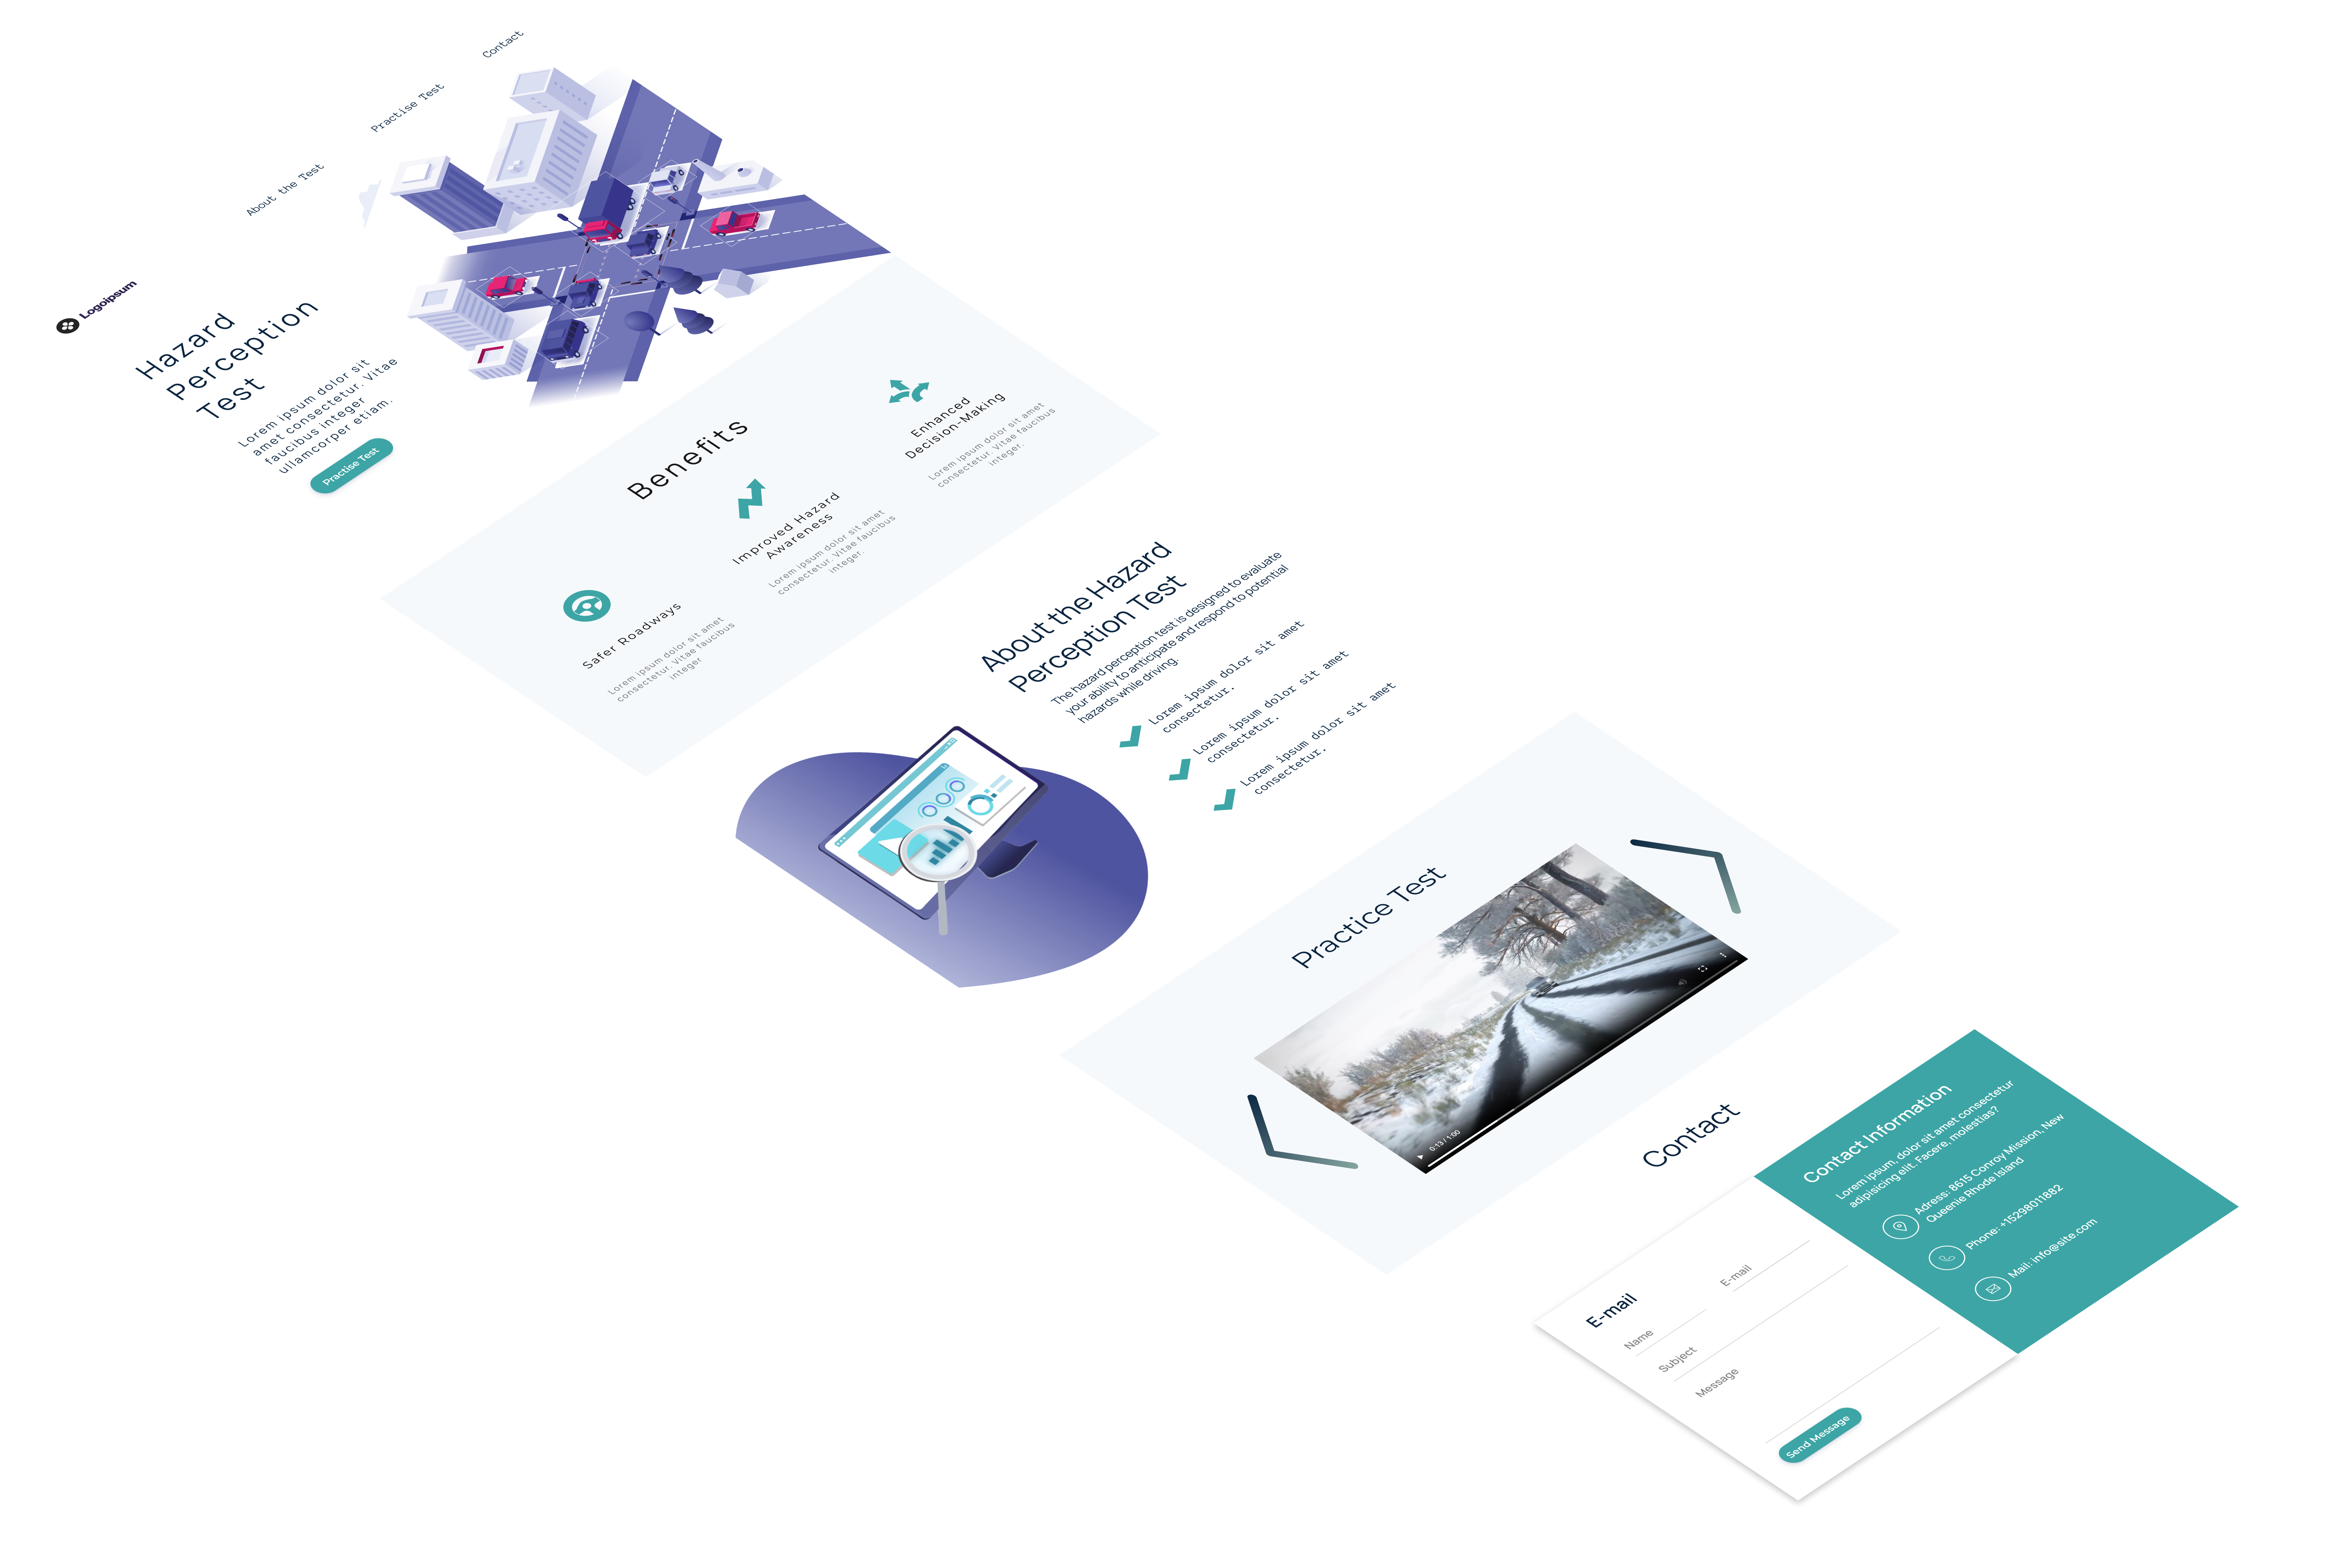 Logoipsum
About the Test
Practise Test
Contact
Hazard
Perception
Test
Lorem ipsum dolor sit
amet consectetur. Vitae
faucibus integer
ullamcorper etiam.
Practise Test
Benefits
Safer Roadways
Lorem ipsum dolor sit amet
consectetur. Vitae faucibus
integer
Improved Hazard
Awareness
Lorem ipsum dolor sit amet
consectetur. Vitae faucibus
integer.
Enhanced
Decision-Making
Lorem ipsum dolor sit amet
consectetur. Vitae faucibus
integer.
About the Hazard
Perception Test
The hazard perception test is designed to evaluate
your ability to anticipate and respond to potential
hazards while driving.
Lorem ipsum dolor sit amet
consectetur.
Lorem ipsum dolor sit amet
consectetur.
Lorem ipsum dolor sit amet
consectetur.
Practice Test
0:13 / 1:00
Contact
E-mail
Name
E-mail
Subject
Message
Send Message
Contact Information
Lorem ipsum, dolor sit amet consectetur
adipisicing elit. Facere, molestias?
Adress: 8615 Conroy Mission, New
Queenie Rhode Island
Phone: +15298011882
Mail: info@site.com